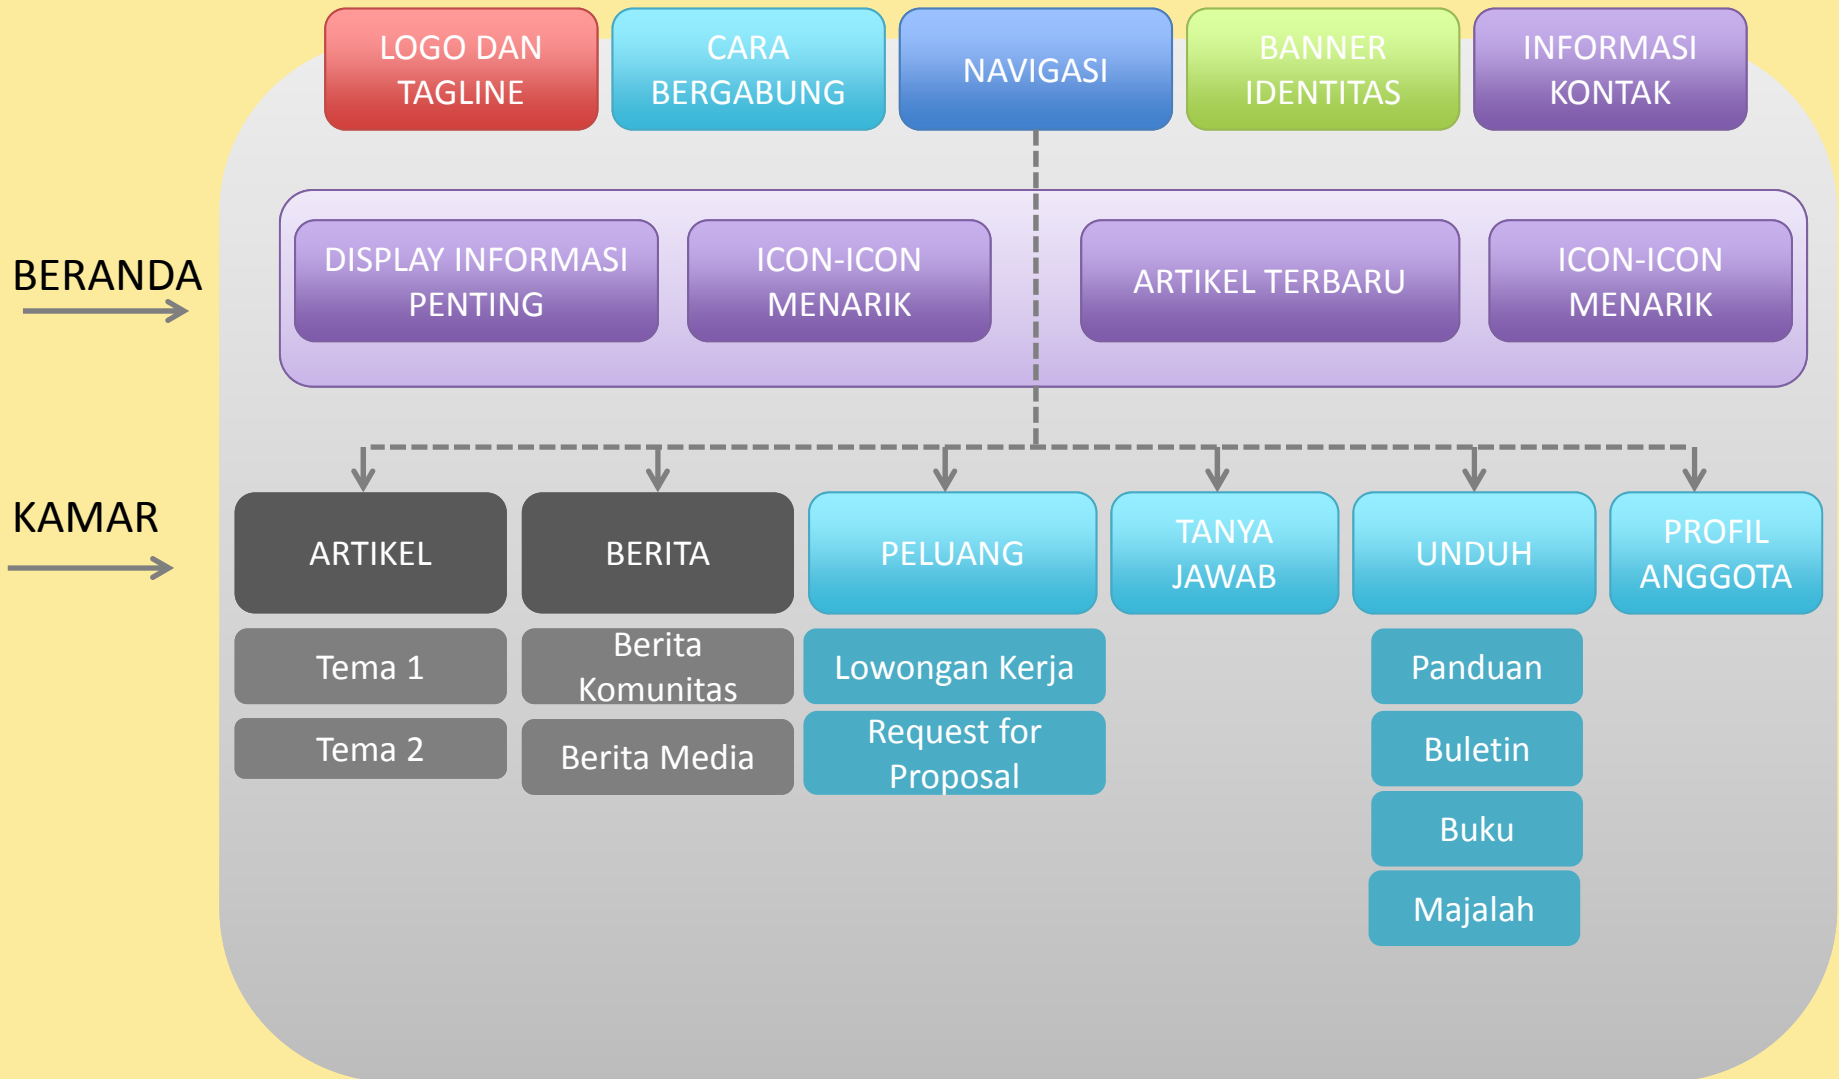 LOGO DAN
TAGLINE
CARA
BERGABUNG
NAVIGASI
BANNER
IDENTITAS
INFORMASI
KONTAK
BERANDA
DISPLAY INFORMASI
PENTING
ICON-ICON
MENARIK
ARTIKEL TERBARU
ICON-ICON
MENARIK
KAMAR
ARTIKEL
BERITA
PELUANG
TANYA
JAWAB
UNDUH
PROFIL
ANGGOTA
Tema 1
Tema 2
Berita
Komunitas
Berita Media
Lowongan Kerja
Request for
Proposal
Panduan
Buletin
Buku
Majalah